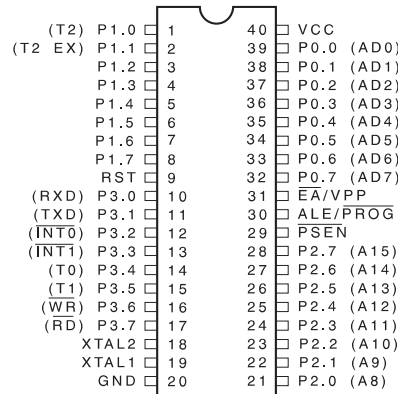 (T2) P1.0 1 40 VCC
(T2 EX) P1.1 2 39 P0.0 (AD0)
P1.2 3 38 P0.1 (AD1)
P1.3 4 37 P0.2 (AD2)
P1.4 5 36 P0.3 (AD3)
P1.5 6 35 P0.4 (AD4)
P1.6 7 34 P0.5 (AD5)
P1.7 8 33 P0.6 (AD6)
RST 9 32 P0.7 (AD7)
(RXD) P3.0 10 31 E̅A̅/VPP
(TXD) P3.1 11 30 ALE/P̅R̅O̅G̅
(I̅N̅T̅0̅) P3.2 12 29 P̅S̅E̅N̅
(I̅N̅T̅1̅) P3.3 13 28 P2.7 (A15)
(T0) P3.4 14 27 P2.6 (A14)
(T1) P3.5 15 26 P2.5 (A13)
(W̅R̅) P3.6 16 25 P2.4 (A12)
(R̅D̅) P3.7 17 24 P2.3 (A11)
XTAL2 18 23 P2.2 (A10)
XTAL1 19 22 P2.1 (A9)
GND 20 21 P2.0 (A8)